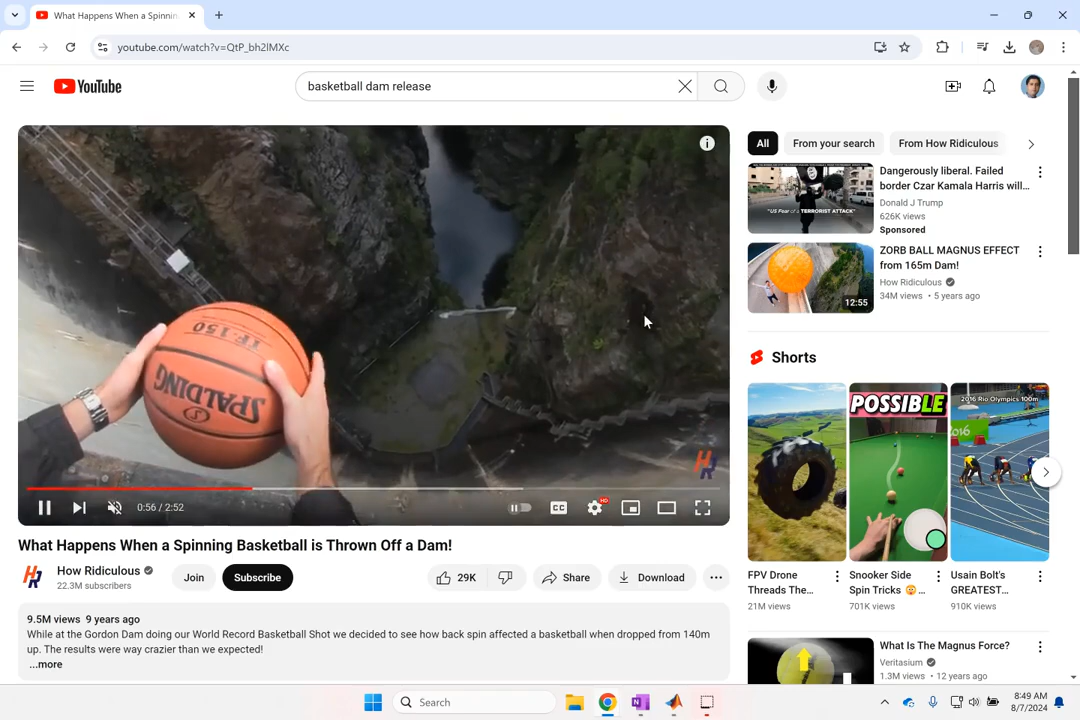 What Happens When a Spinnin
youtube.com/watch?v=QtP_bh2lMXc
YouTube
basketball dam release
TF-150
SPALDING
0:56 / 2:52
CC
HD
What Happens When a Spinning Basketball is Thrown Off a Dam!
How Ridiculous
22.3M subscribers
Join
Subscribe
29K
Share
Download
9.5M views 9 years ago
While at the Gordon Dam doing our World Record Basketball Shot we decided to see how back spin affected a basketball when dropped from 140m
up. The results were way crazier than we expected!
...more
All
From your search
From How Ridiculous
"US Fear of a TERRORIST ATTACK"
Dangerously liberal. Failed
border Czar Kamala Harris will...
Donald J Trump
626K views
Sponsored
12:55
ZORB BALL MAGNUS EFFECT
from 165m Dam!
How Ridiculous
34M views • 5 years ago
Shorts
POSSIBLE
2016 Rio Olympics 100m
FPV Drone
Threads The...
21M views
Snooker Side
Spin Tricks 🤯...
701K views
Usain Bolt's
GREATEST...
910K views
What Is The Magnus Force?
Veritasium
1.3M views • 12 years ago
Search
8:49 AM
8/7/2024